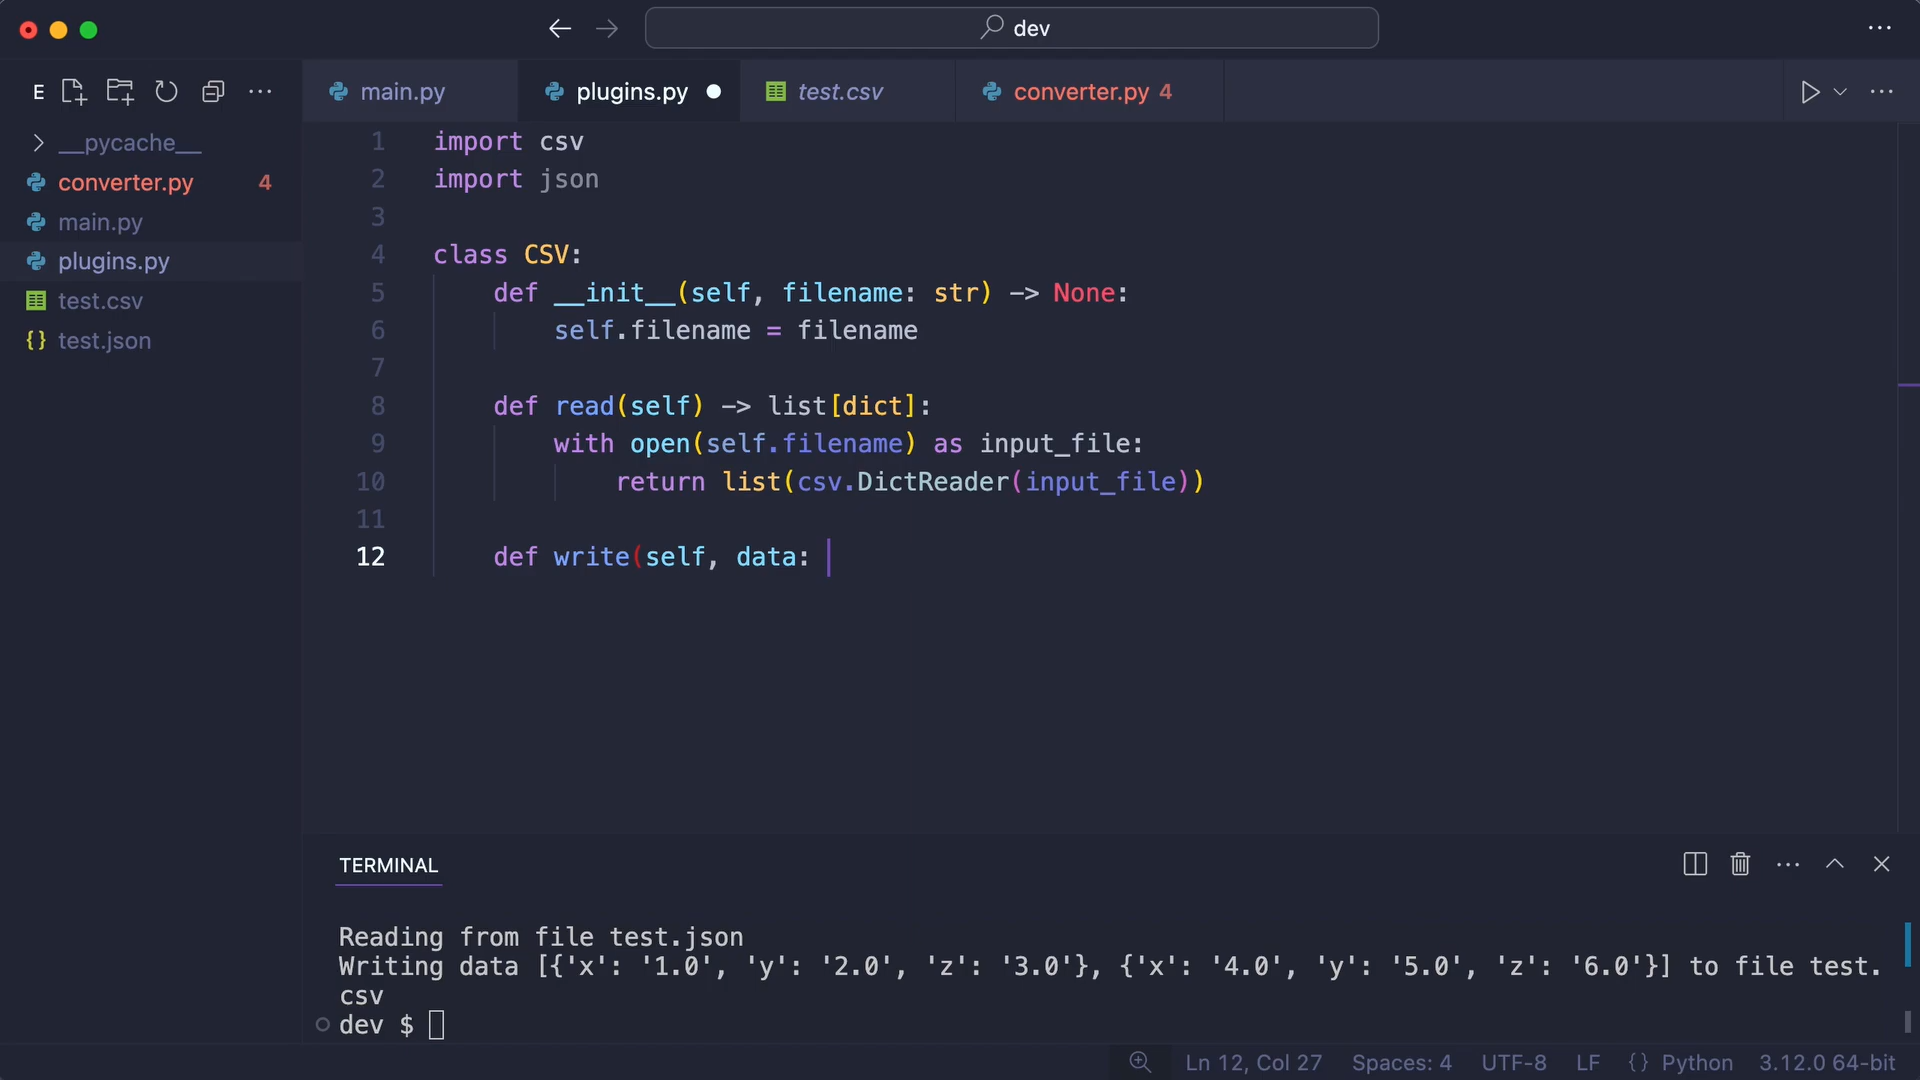 dev
E
main.py
plugins.py
test.csv
converter.py 4
__pycache__
converter.py 4
main.py
plugins.py
test.csv
{} test.json
1 import csv
2 import json
3
4 class CSV:
5 def __init__(self, filename: str) -> None:
6 self.filename = filename
7
8 def read(self) -> list[dict]:
9 with open(self.filename) as input_file:
10 return list(csv.DictReader(input_file))
11
12 def write(self, data:
TERMINAL
Reading from file test.json
Writing data [{'x': '1.0', 'y': '2.0', 'z': '3.0'}, {'x': '4.0', 'y': '5.0', 'z': '6.0'}] to file test.
csv
dev $
Ln 12, Col 27 Spaces: 4 UTF-8 LF {} Python 3.12.0 64-bit